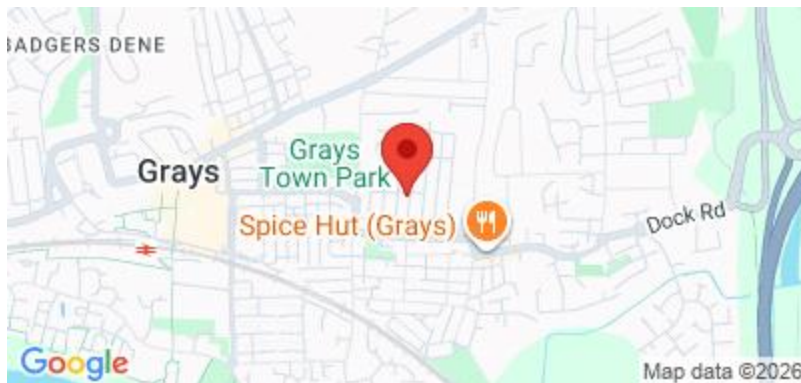 BADGERS DENE
Grays
Grays
Town Park
Spice Hut (Grays)
Dock Rd
Google
Map data ©2026